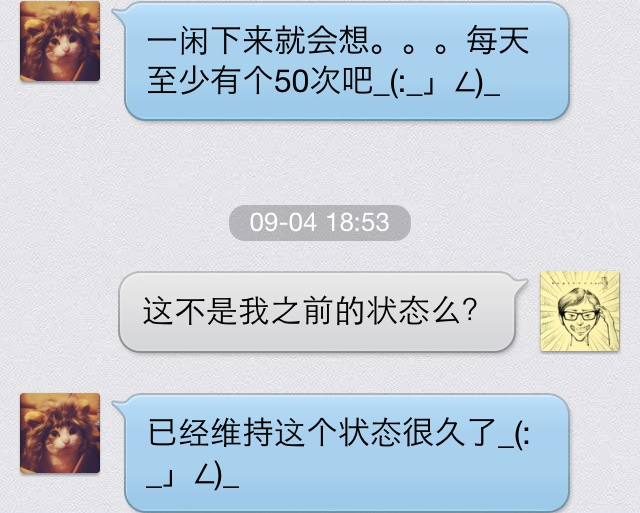 一闲下来就会想。。。每天
至少有个50次吧_(:_」∠)_
09-04 18:53
这不是我之前的状态么？
已经维持这个状态很久了_(:
_」∠)_